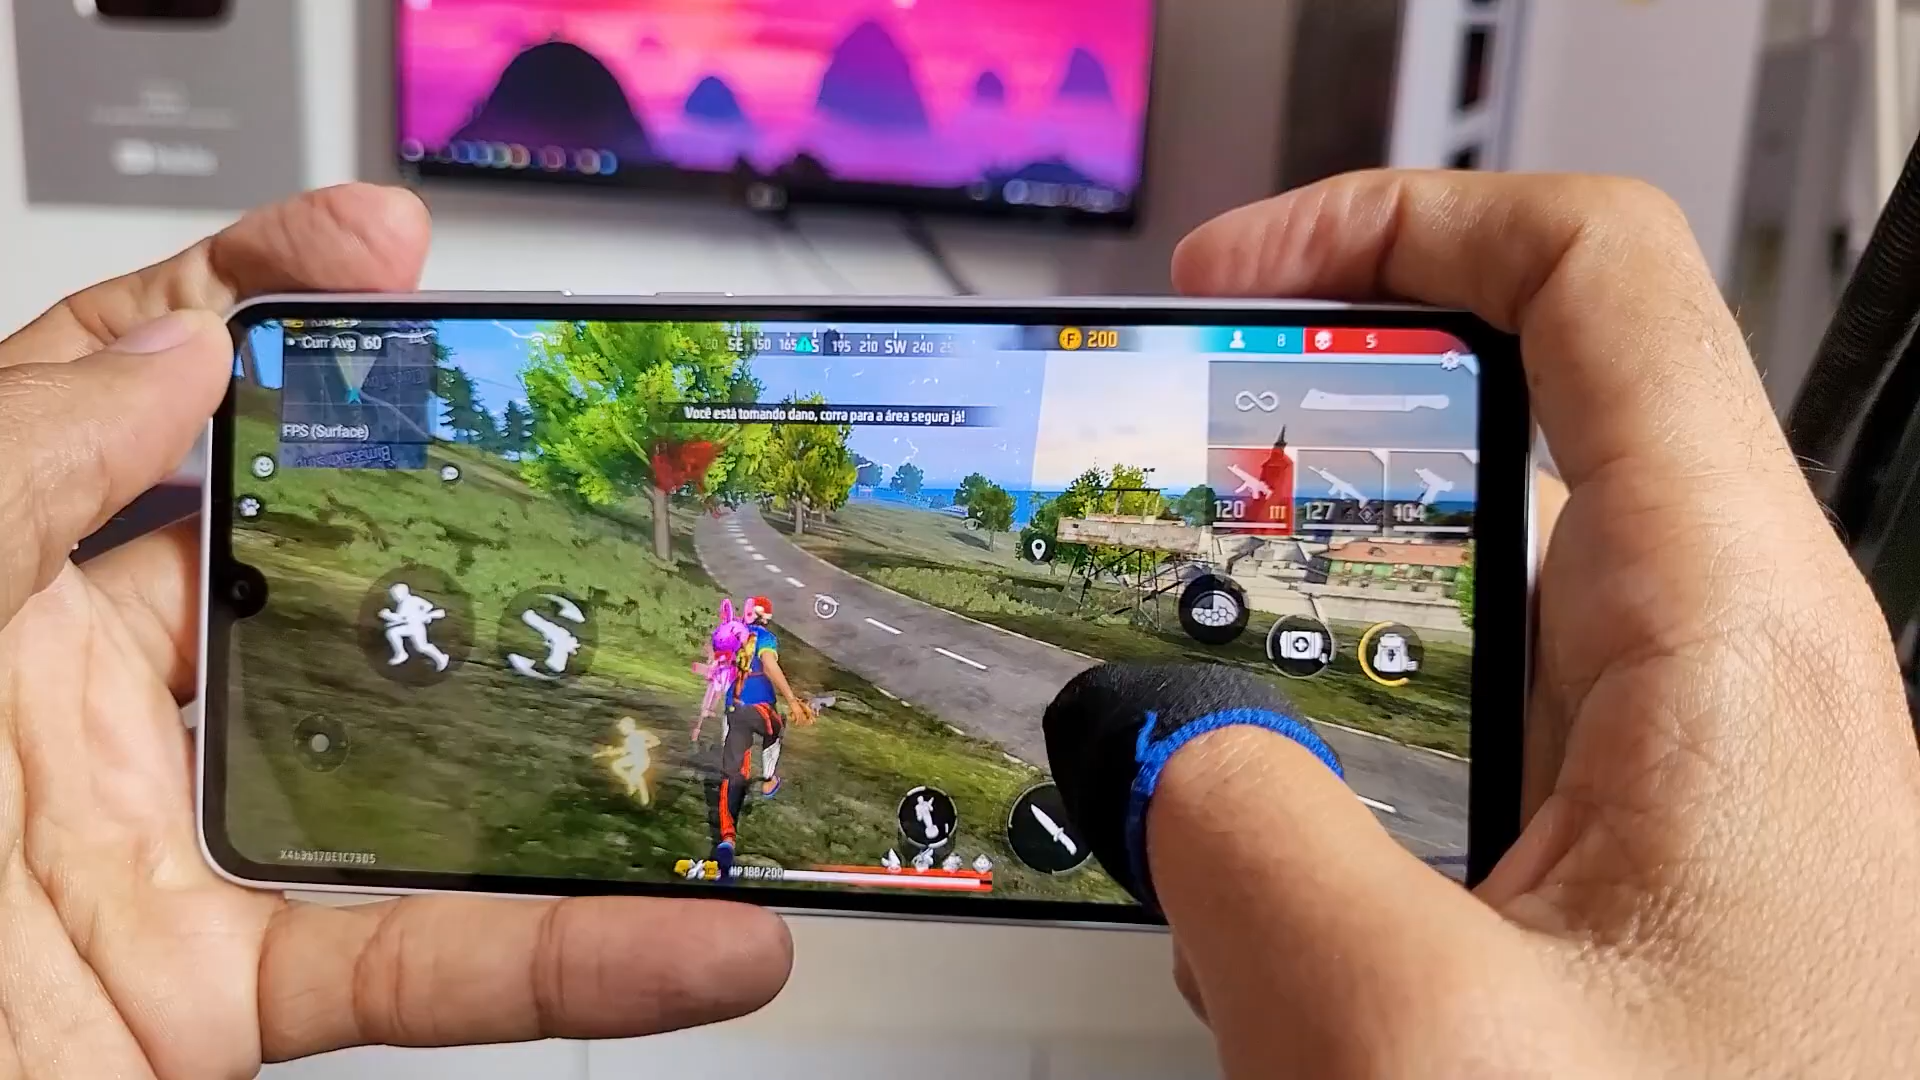 Curr Avg 60
FPS (Surface)
SE 150 165 S 195 210 SW 240
F 200
8
5
Você está tomando dano, corra para a área segura já!
120 III 127 104
HP 188/200